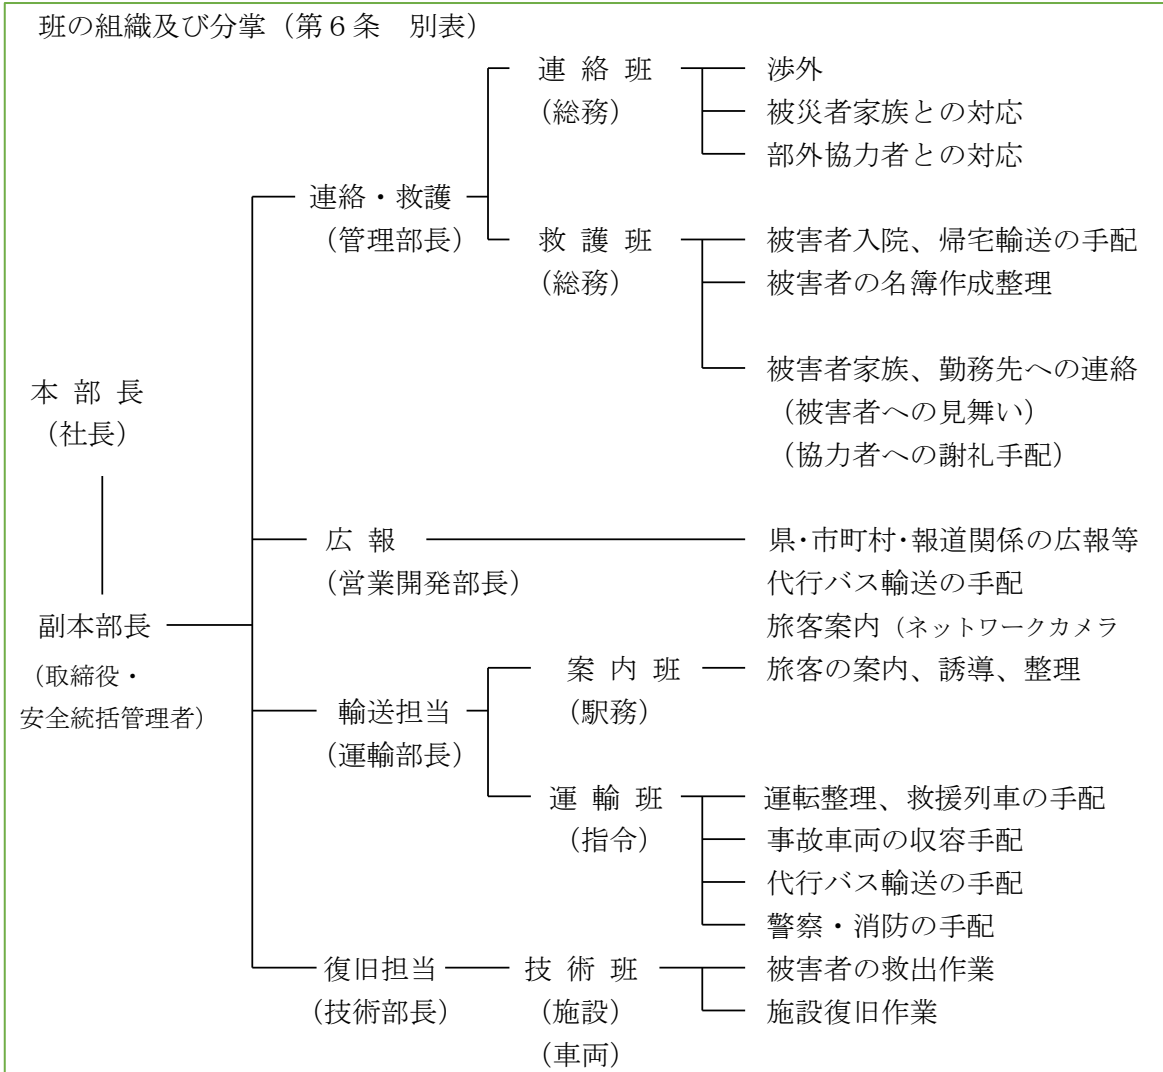 班の組織及び分掌（第６条　別表）
連 絡 班
（総務）
渉外
被災者家族との対応
部外協力者との対応
連絡・救護
（管理部長）
救 護 班
（総務）
被害者入院、帰宅輸送の手配
被害者の名簿作成整理
被害者家族、勤務先への連絡
（被害者への見舞い）
（協力者への謝礼手配）
本 部 長
（社長）
副本部長
（取締役・
安全統括管理者）
広 報
（営業開発部長）
県･市町村･報道関係の広報等
代行バス輸送の手配
旅客案内（ネットワークカメラ
輸送担当
（運輸部長）
案 内 班
（駅務）
旅客の案内、誘導、整理
運 輸 班
（指令）
運転整理、救援列車の手配
事故車両の収容手配
代行バス輸送の手配
警察・消防の手配
復旧担当
（技術部長）
技 術 班
（施設）
（車両）
被害者の救出作業
施設復旧作業